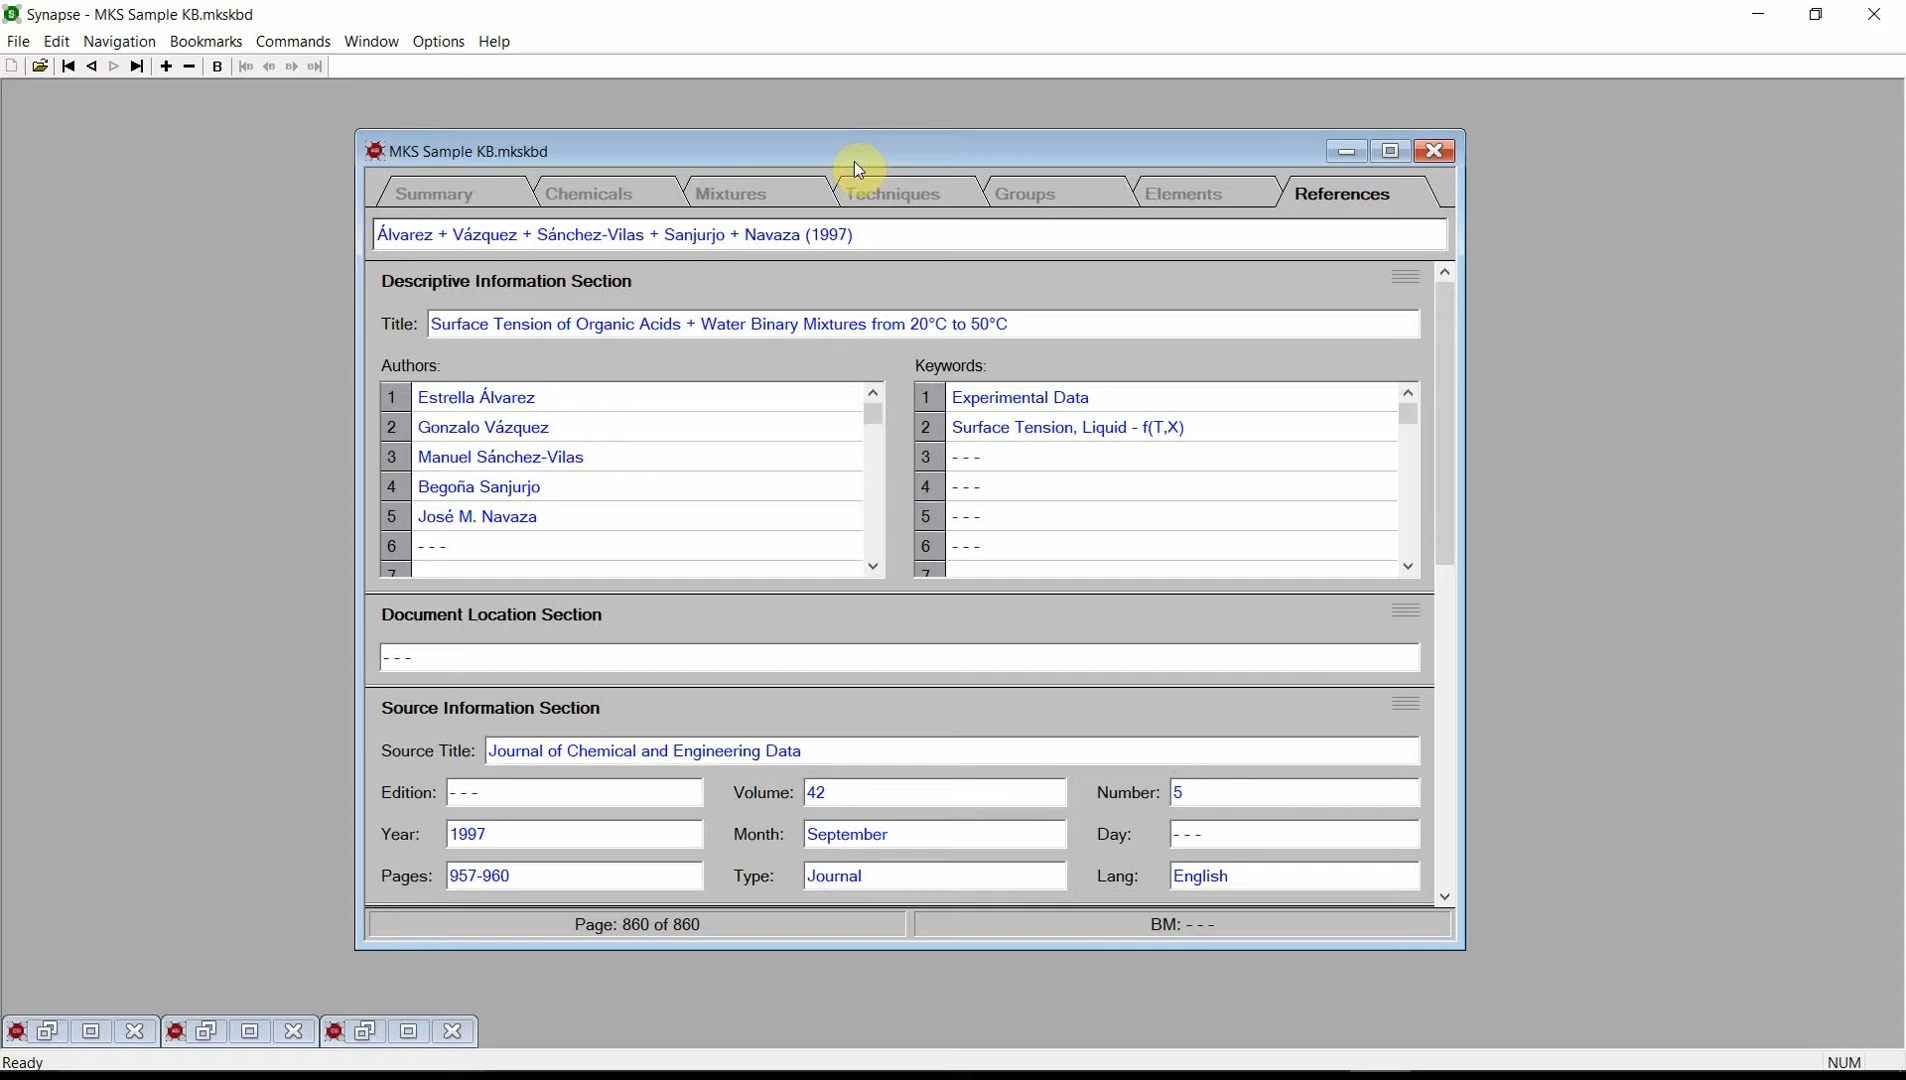 Synapse - MKS Sample KB.mkskbd
File Edit Navigation Bookmarks Commands Window Options Help
B
MKS Sample KB.mkskbd
Summary Chemicals Mixtures Techniques Groups Elements References
Álvarez + Vázquez + Sánchez-Vilas + Sanjurjo + Navaza (1997)
Descriptive Information Section
Title: Surface Tension of Organic Acids + Water Binary Mixtures from 20°C to 50°C
Authors: Keywords:
1 Estrella Álvarez 1 Experimental Data
2 Gonzalo Vázquez 2 Surface Tension, Liquid - f(T,X)
3 Manuel Sánchez-Vilas 3 - - -
4 Begoña Sanjurjo 4 - - -
5 José M. Navaza 5 - - -
6 - - - 6 - - -
7 7
Document Location Section
- - -
Source Information Section
Source Title: Journal of Chemical and Engineering Data
Edition: - - - Volume: 42 Number: 5
Year: 1997 Month: September Day: - - -
Pages: 957-960 Type: Journal Lang: English
Page: 860 of 860 BM: - - -
Ready NUM